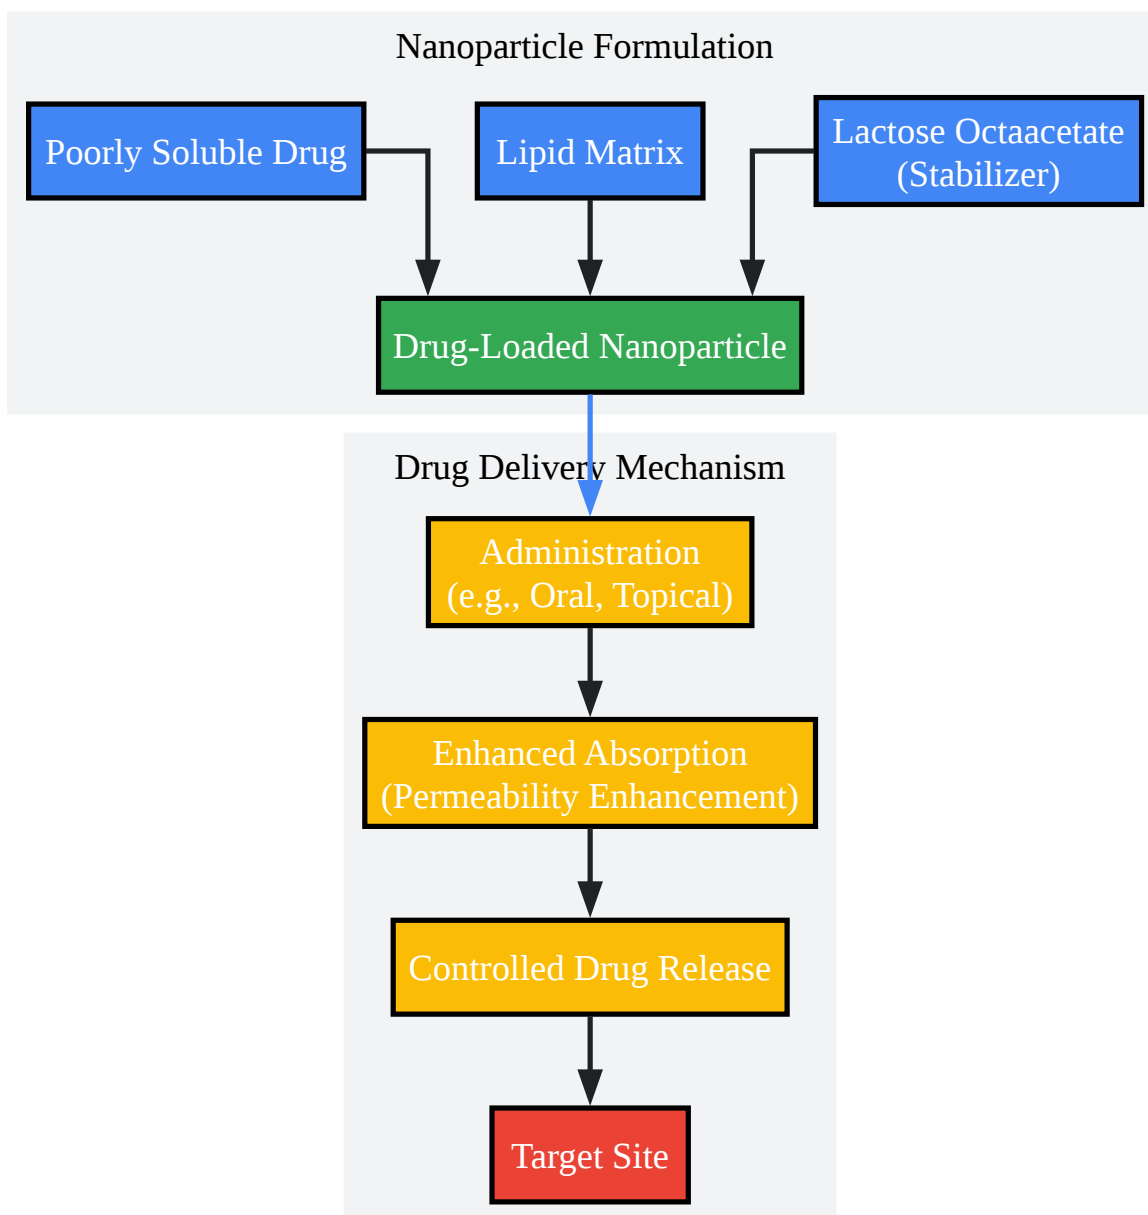 Nanoparticle Formulation
Poorly Soluble Drug
Lipid Matrix
Lactose Octaacetate
(Stabilizer)
Drug-Loaded Nanoparticle
Drug Delivery Mechanism
Administration
(e.g., Oral, Topical)
Enhanced Absorption
(Permeability Enhancement)
Controlled Drug Release
Target Site